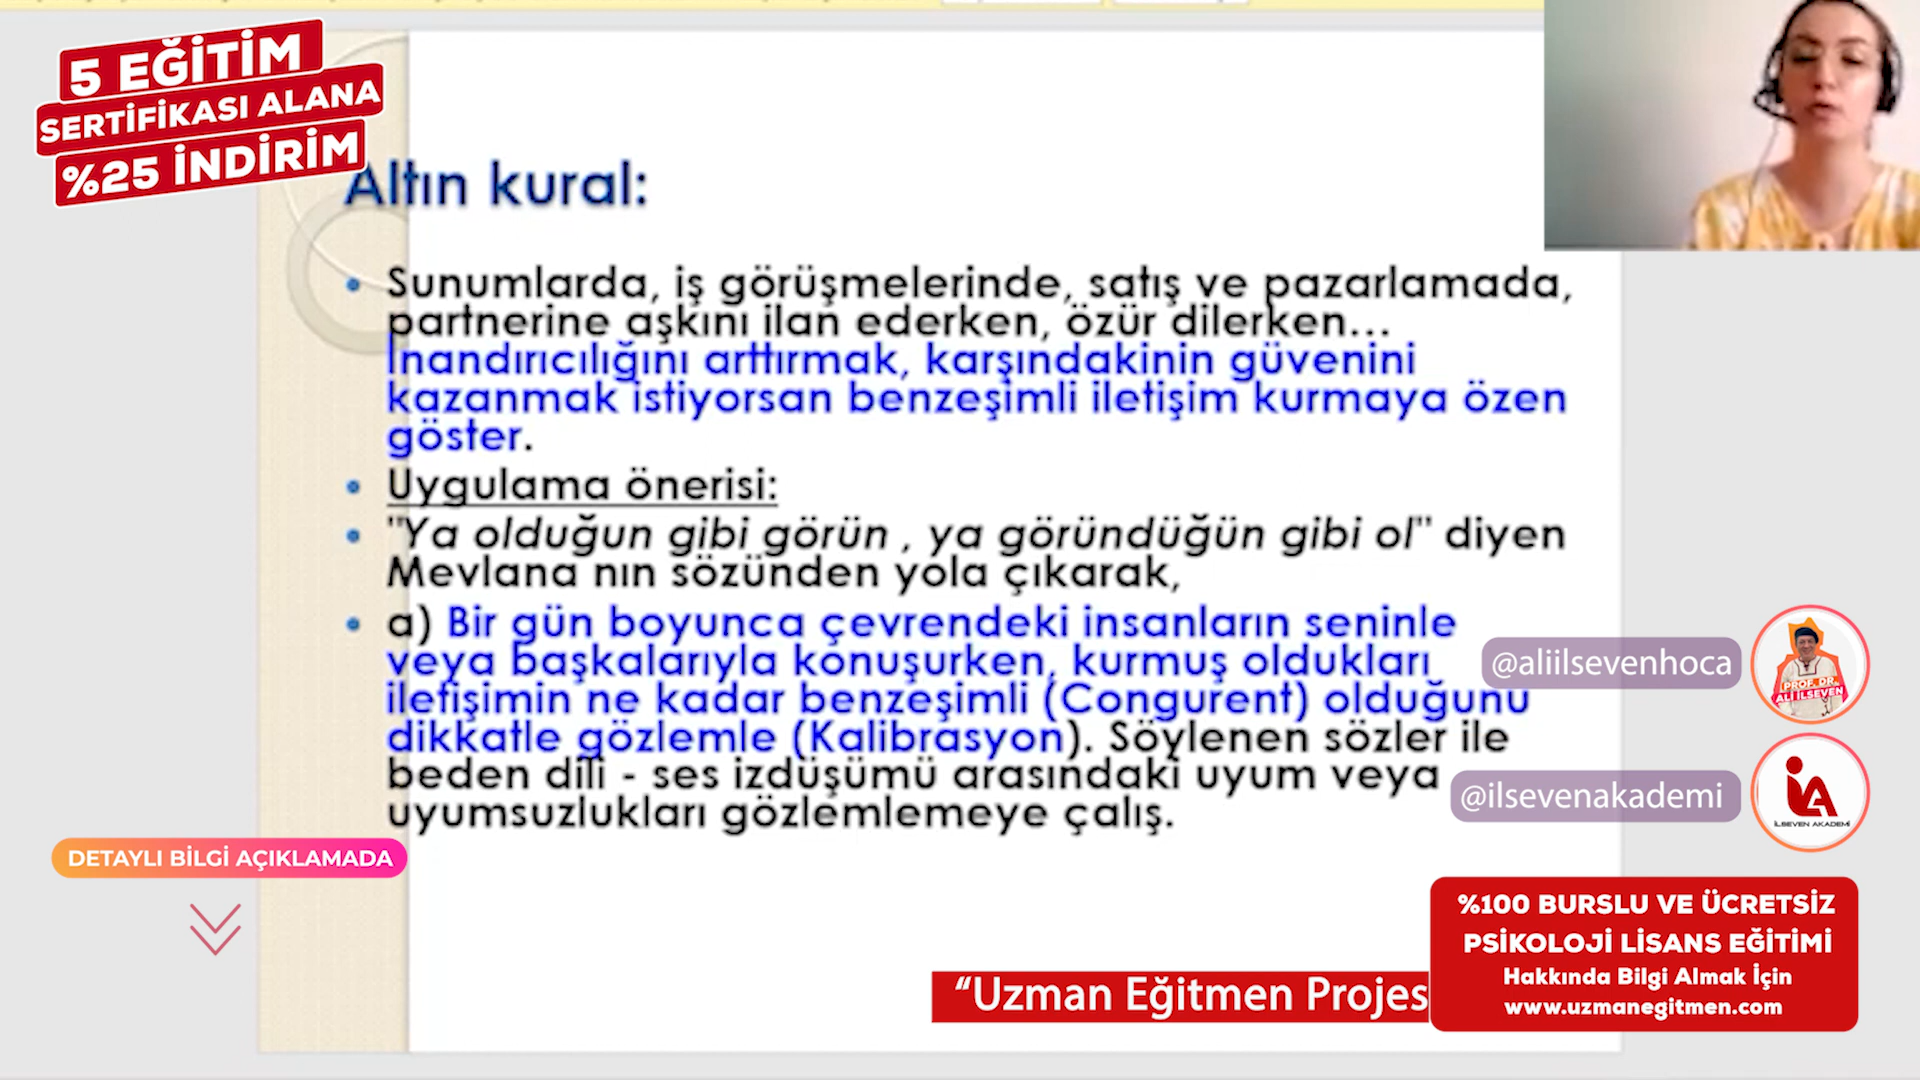 5 EĞİTİM
SERTİFİKASI ALANA
%25 İNDİRİM
Altın kural:
Sunumlarda, iş görüşmelerinde, satış ve pazarlamada,
partnerine aşkını ilan ederken, özür dilerken...
İnandırıcılığını arttırmak, karşındakinin güvenini
kazanmak istiyorsan benzeşimli iletişim kurmaya özen
göster.
Uygulama önerisi:
"Ya olduğun gibi görün , ya göründüğün gibi ol" diyen
Mevlana nın sözünden yola çıkarak,
a) Bir gün boyunca çevrendeki insanların seninle
veya başkalarıyla konuşurken, kurmuş oldukları
iletişimin ne kadar benzeşimli (Congurent) olduğunu
dikkatle gözlemle (Kalibrasyon). Söylenen sözler ile
beden dili - ses izdüşümü arasındaki uyum veya
uyumsuzlukları gözlemlemeye çalış.
@aliilsevenhoca
PROF. DR.
ALİ İLSEVEN
@ilsevenakademi
İLSEVEN AKADEMİ
DETAYLI BİLGİ AÇIKLAMADA
"Uzman Eğitmen Projes
%100 BURSLU VE ÜCRETSİZ
PSİKOLOJİ LİSANS EĞİTİMİ
Hakkında Bilgi Almak İçin
www.uzmanegitmen.com